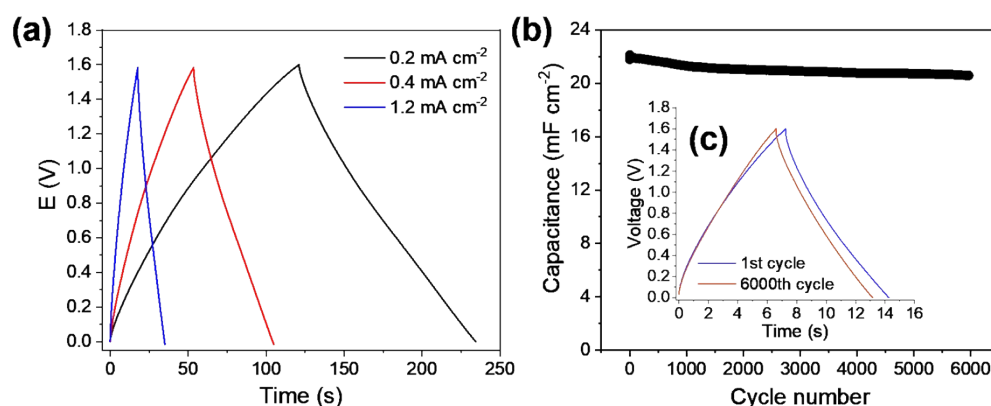 (a)
0.2 mA cm-2
0.4 mA cm-2
1.2 mA cm-2
1.8
1.6
1.4
1.2
1.0
0.8
0.6
0.4
0.2
0.0
E (V)
0 50 100 150 200 250
Time (s)
(b)
24
20
16
12
8
4
0
Capacitance (mF cm-2)
0 1000 2000 3000 4000 5000 6000
Cycle number
(c)
1.6
1.4
1.2
1.0
0.8
0.6
0.4
0.2
0.0
Voltage (V)
1st cycle
6000th cycle
0 2 4 6 8 10 12 14 16
Time (s)